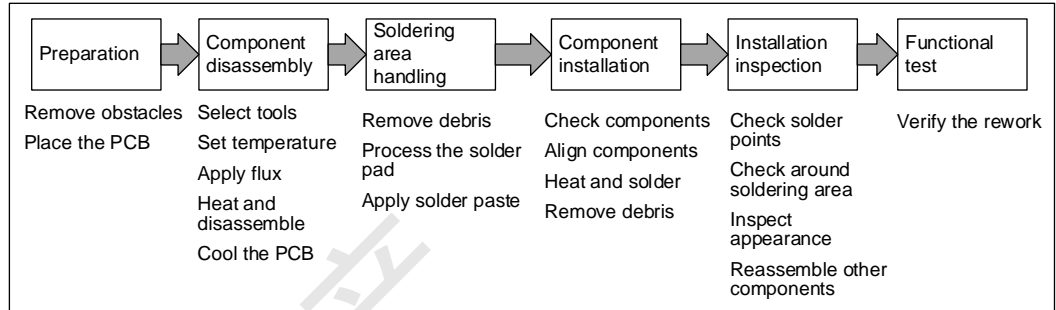 Preparation
Component
disassembly
Soldering
area
handling
Component
installation
Installation
inspection
Functional
test
Remove obstacles
Place the PCB
Select tools
Set temperature
Apply flux
Heat and
disassemble
Cool the PCB
Remove debris
Process the solder
pad
Apply solder paste
Check components
Align components
Heat and solder
Remove debris
Check solder
points
Check around
soldering area
Inspect
appearance
Reassemble other
components
Verify the rework